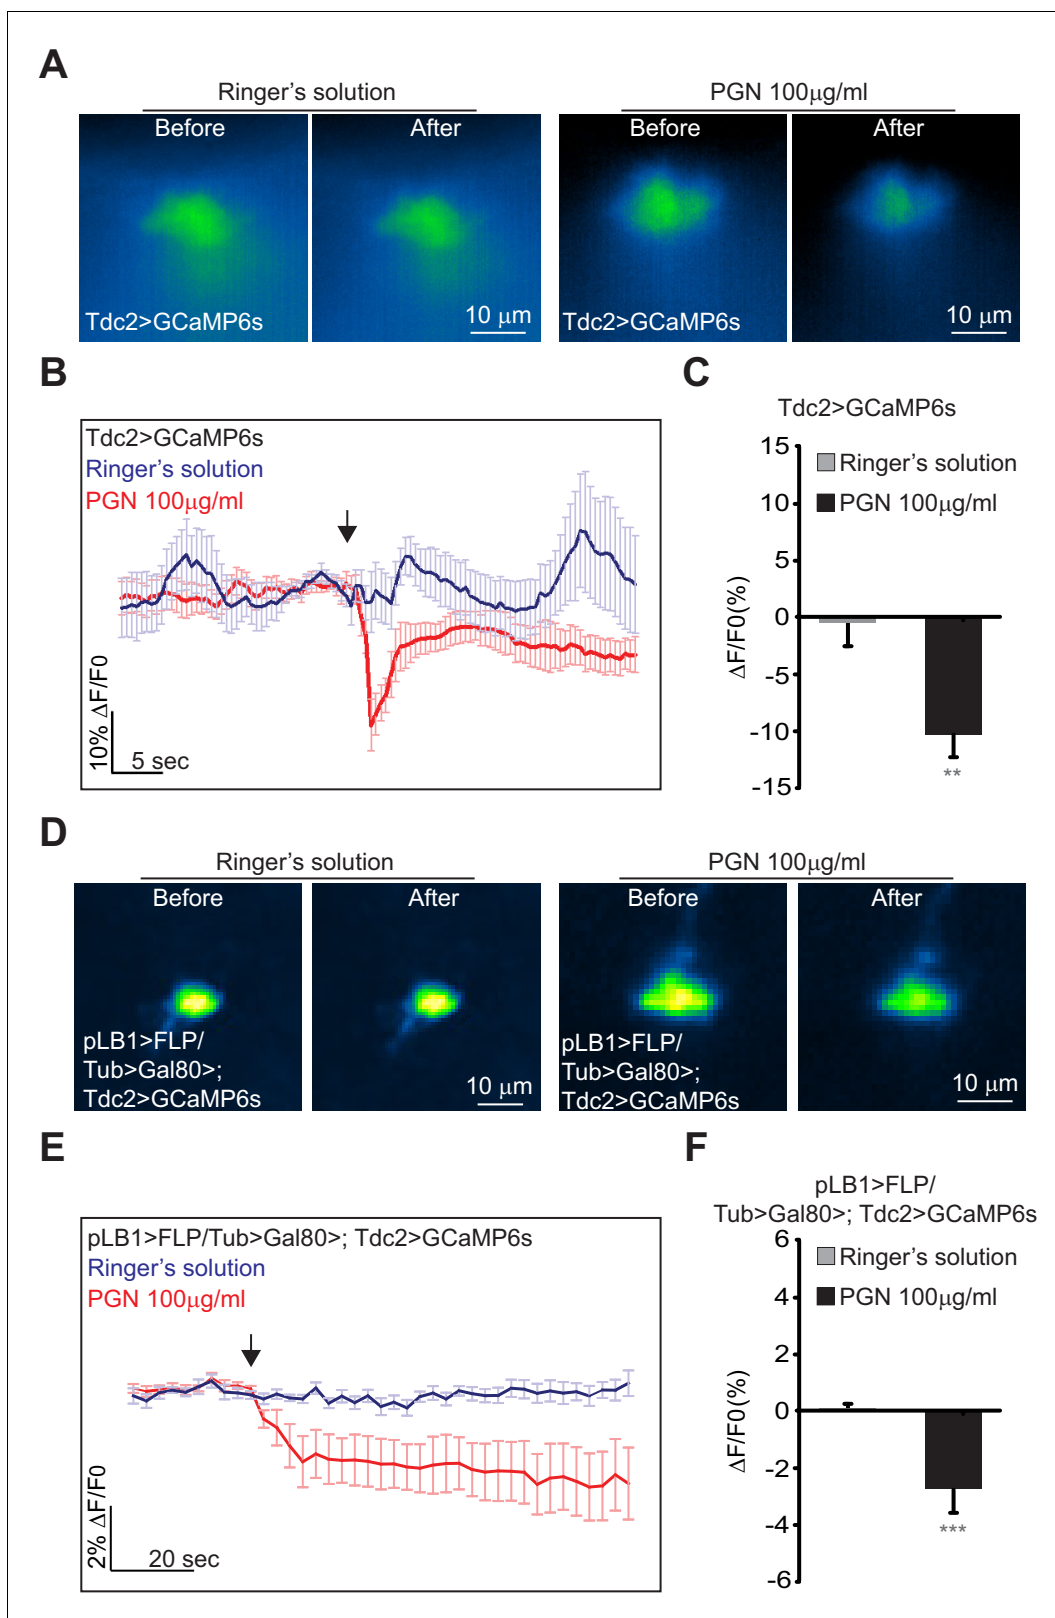 A
Ringer's solution
PGN 100μg/ml
Before
After
Before
After
Tdc2>GCaMP6s
10 μm
Tdc2>GCaMP6s
10 μm
B
Tdc2>GCaMP6s
Ringer's solution
PGN 100μg/ml
10% ΔF/F0
5 sec
C
Tdc2>GCaMP6s
15
10
5
0
-5
-10
-15
ΔF/F0(%)
Ringer's solution
PGN 100μg/ml
**
D
Ringer's solution
PGN 100μg/ml
Before
After
Before
After
pLB1>FLP/
Tub>Gal80>;
Tdc2>GCaMP6s
10 μm
pLB1>FLP/
Tub>Gal80>;
Tdc2>GCaMP6s
10 μm
E
pLB1>FLP/Tub>Gal80>; Tdc2>GCaMP6s
Ringer's solution
PGN 100μg/ml
2% ΔF/F0
20 sec
F
pLB1>FLP/
Tub>Gal80>; Tdc2>GCaMP6s
6
4
2
0
-2
-4
-6
ΔF/F0(%)
Ringer's solution
PGN 100μg/ml
***